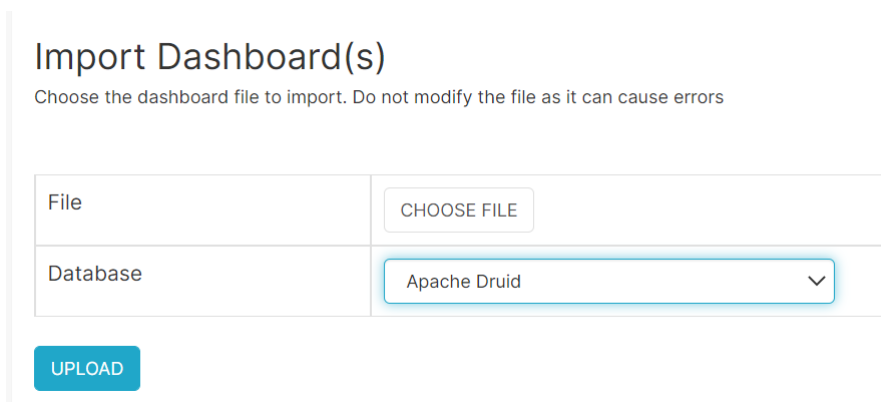 Import Dashboard(s)
Choose the dashboard file to import. Do not modify the file as it can cause errors
File
CHOOSE FILE
Database
Apache Druid
UPLOAD